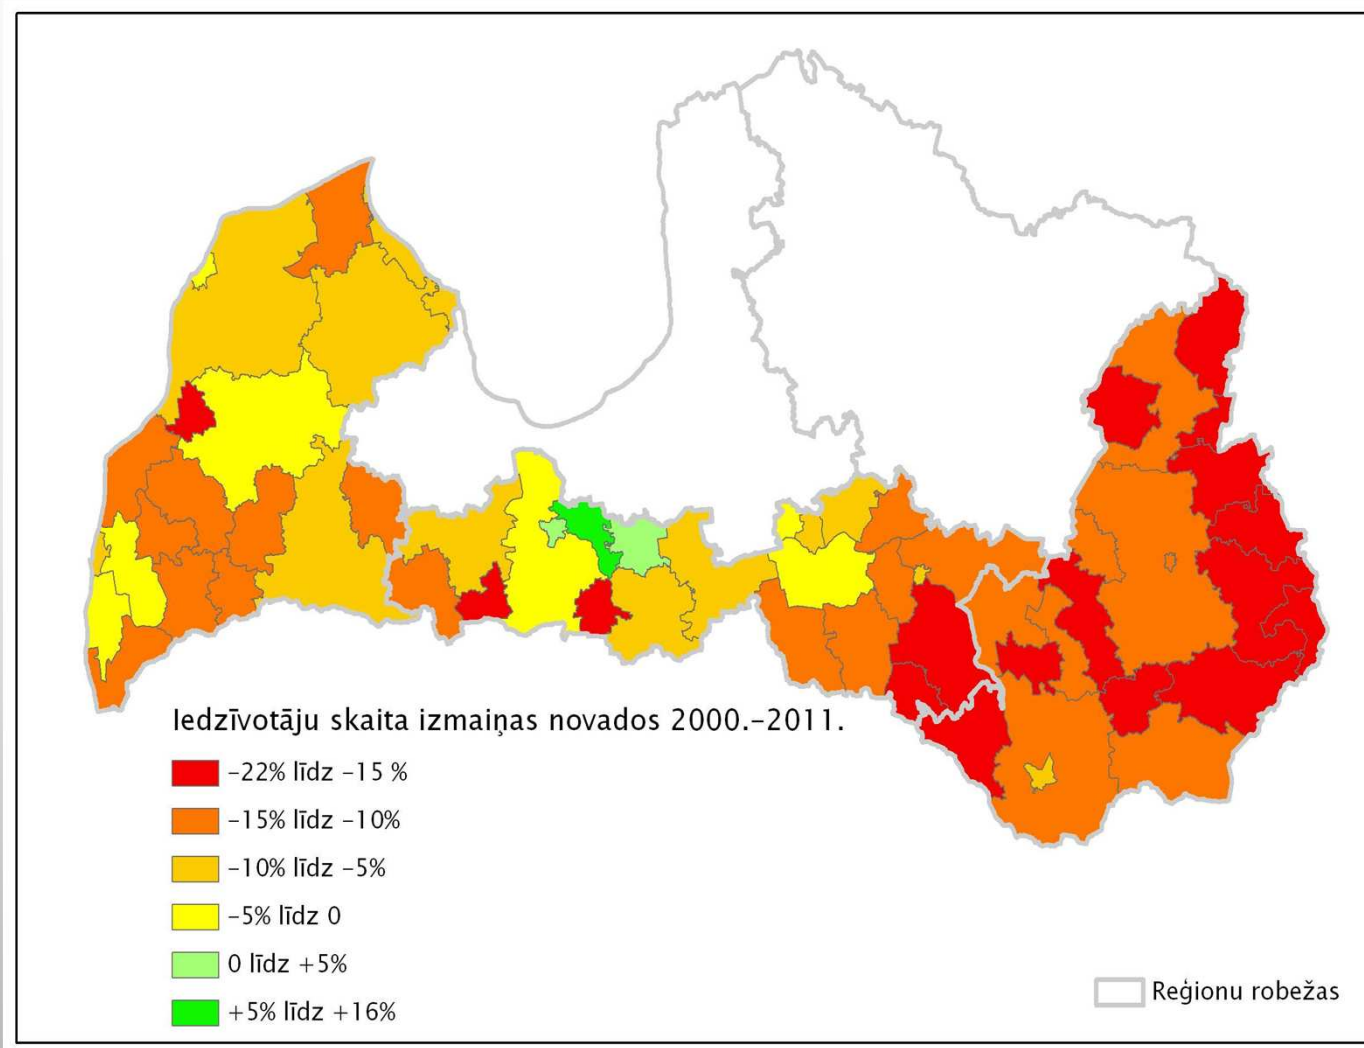 Iedzīvotāju skaita izmaiņas novados 2000.–2011.
–22% līdz –15 %
–15% līdz –10%
–10% līdz –5%
–5% līdz 0
0 līdz +5%
+5% līdz +16%
Reģionu robežas